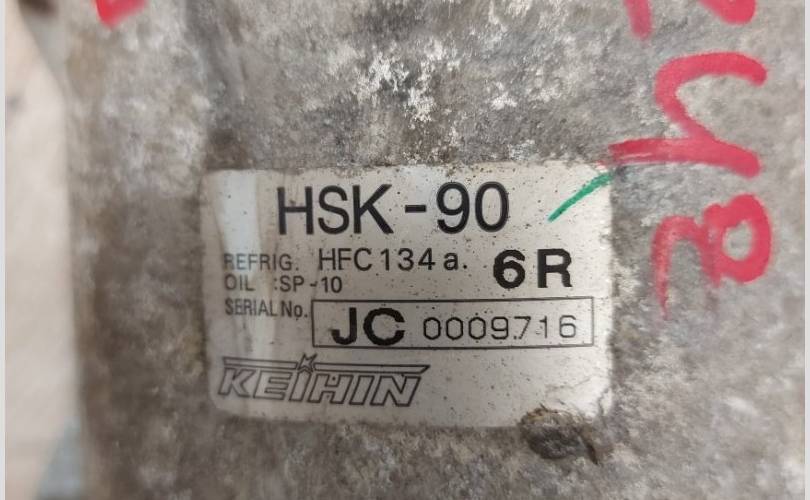 HSK-90
REFRIG. HFC134a. 6R
OIL :SP-10
SERIAL No. JC 0009716
KEIHIN